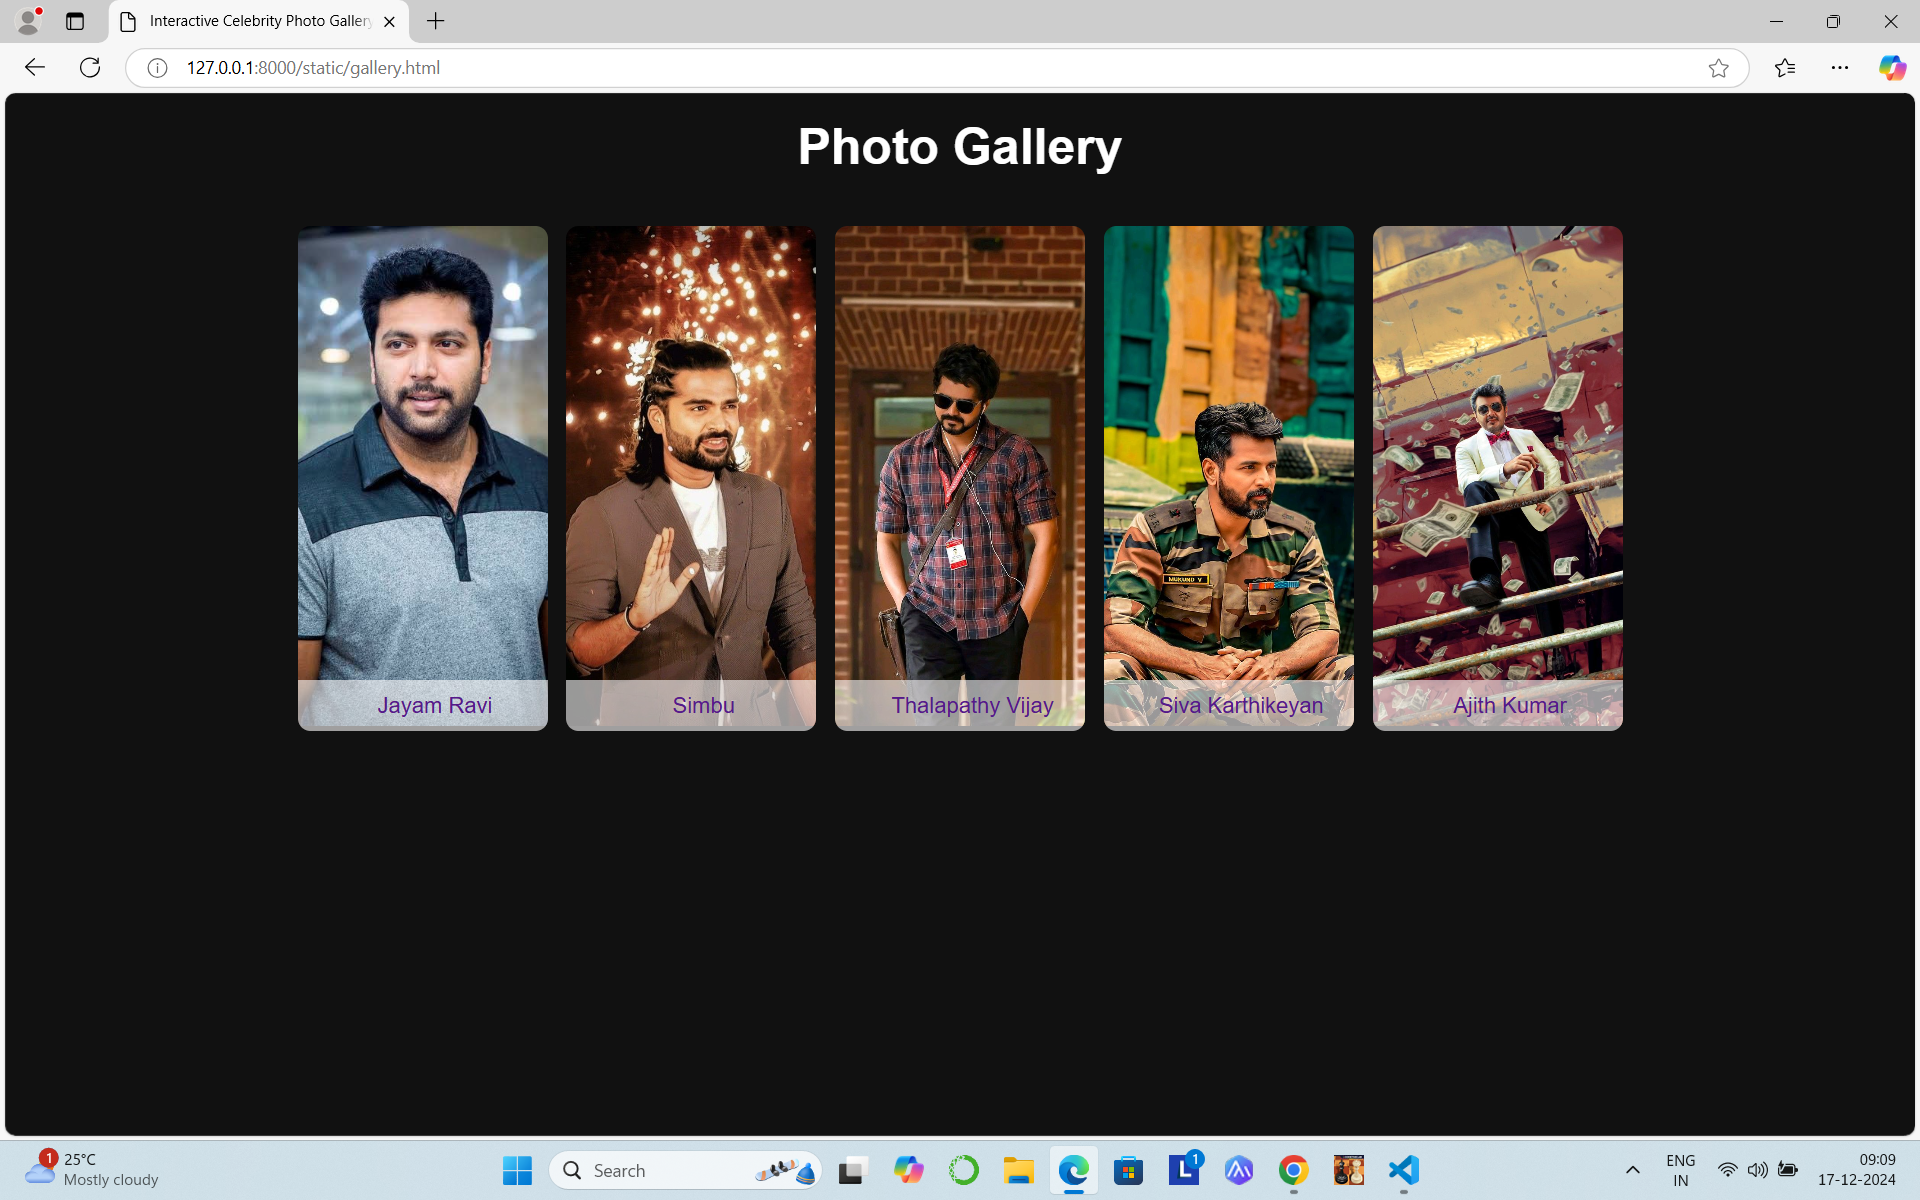 Interactive Celebrity Photo Galler
127.0.0.1:8000/static/gallery.html
Photo Gallery
MUKUND V
Jayam Ravi
Simbu
Thalapathy Vijay
Siva Karthikeyan
Ajith Kumar
1
25°C
Mostly cloudy
Search
L
1
ENG
IN
09:09
17-12-2024